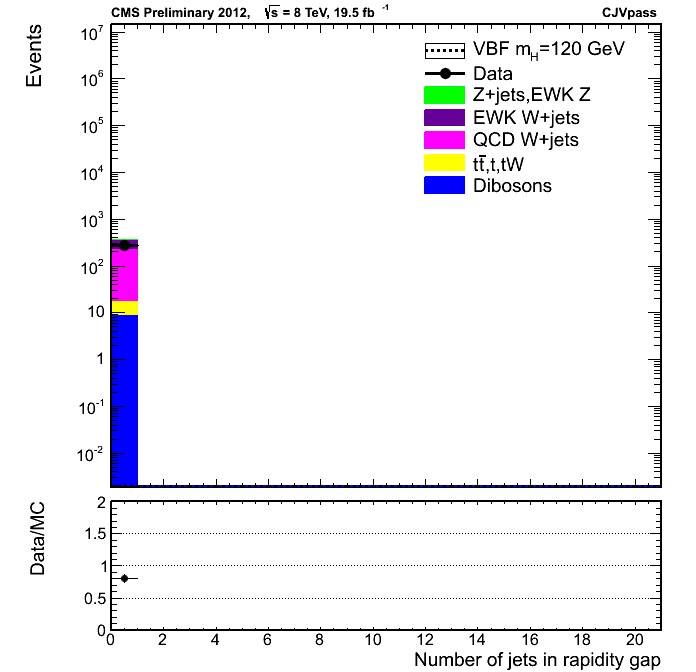 CMS Preliminary 2012, √s = 8 TeV, 19.5 fb⁻¹ CJVpass
Events
10⁷
10⁶
10⁵
10⁴
10³
10²
10
1
10⁻¹
10⁻²
VBF m_H=120 GeV
Data
Z+jets,EWK Z
EWK W+jets
QCD W+jets
tt̄,t,tW
Dibosons
Data/MC
2
1.5
1
0.5
0
0 2 4 6 8 10 12 14 16 18 20
Number of jets in rapidity gap